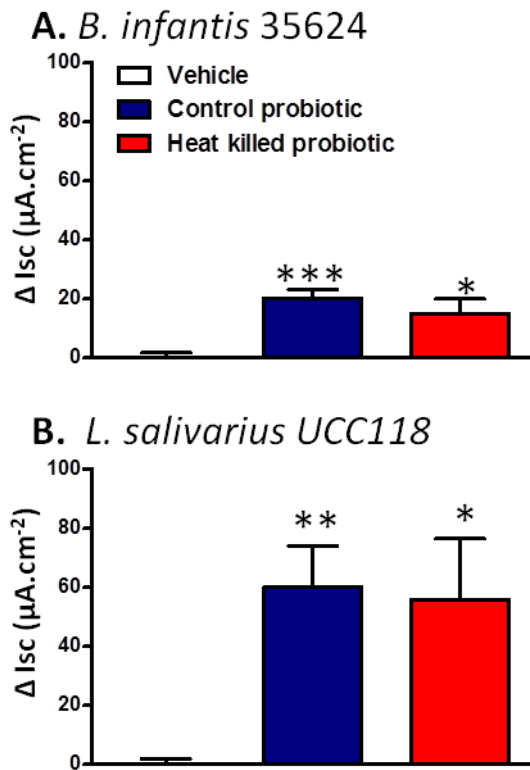 A. B. infantis 35624
100
80
60
40
20
0
Δ Isc (µA.cm-2)
Vehicle
Control probiotic
Heat killed probiotic
***
*
B. L. salivarius UCC118
100
80
60
40
20
0
Δ Isc (µA.cm-2)
**
*